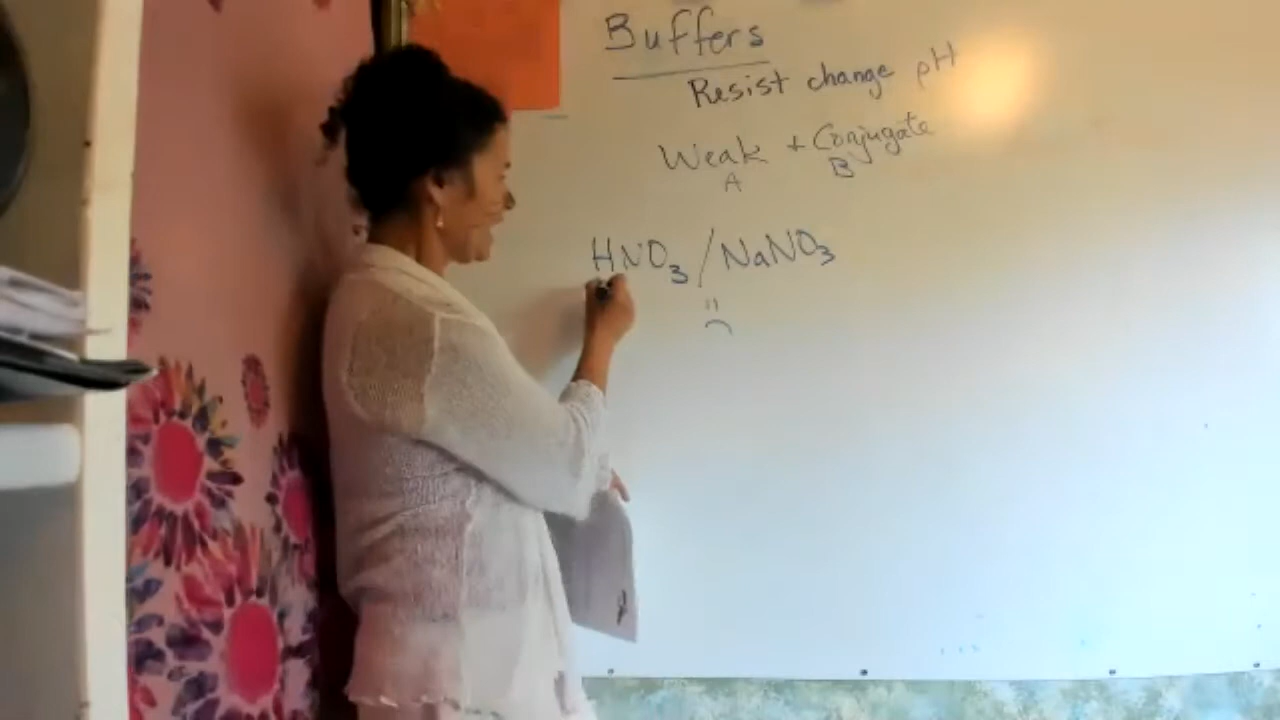 Buffers
Resist change pH
Weak + Conjugate
A B
HNO₃ / NaNO₃